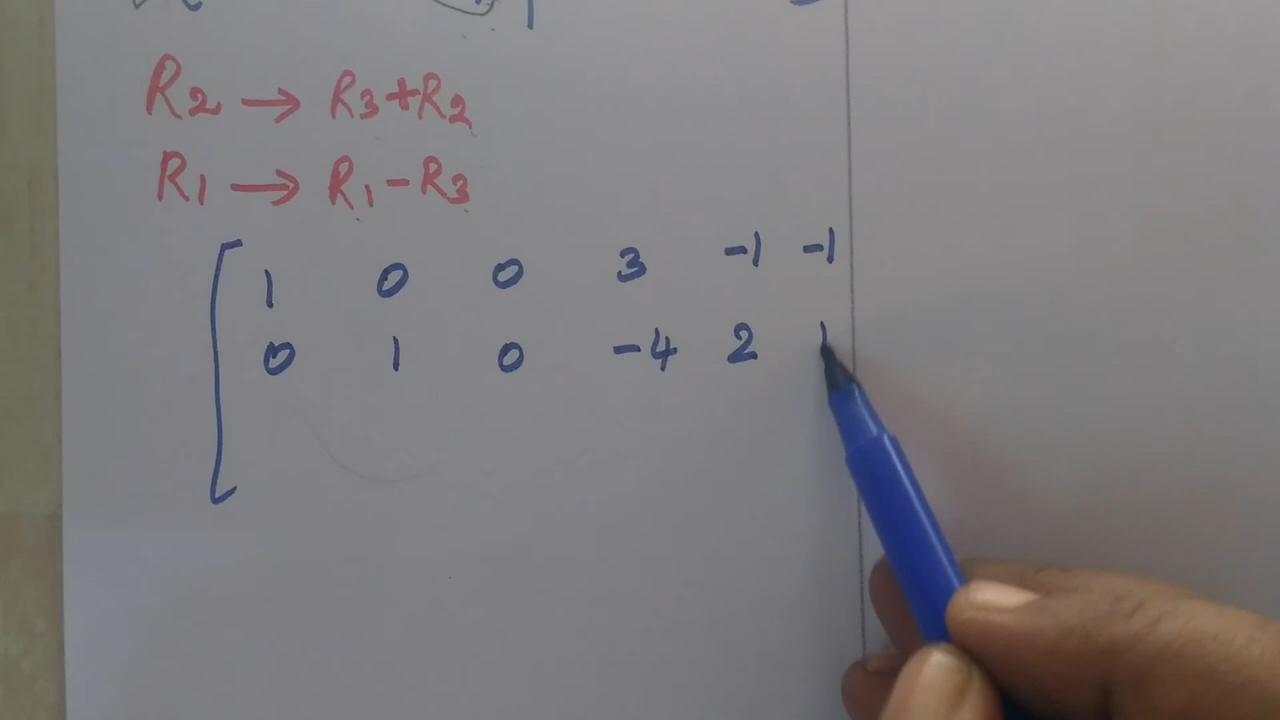 R2 → R3+R2
R1 → R1-R3
1 0 0 3 -1 -1
0 1 0 -4 2 1